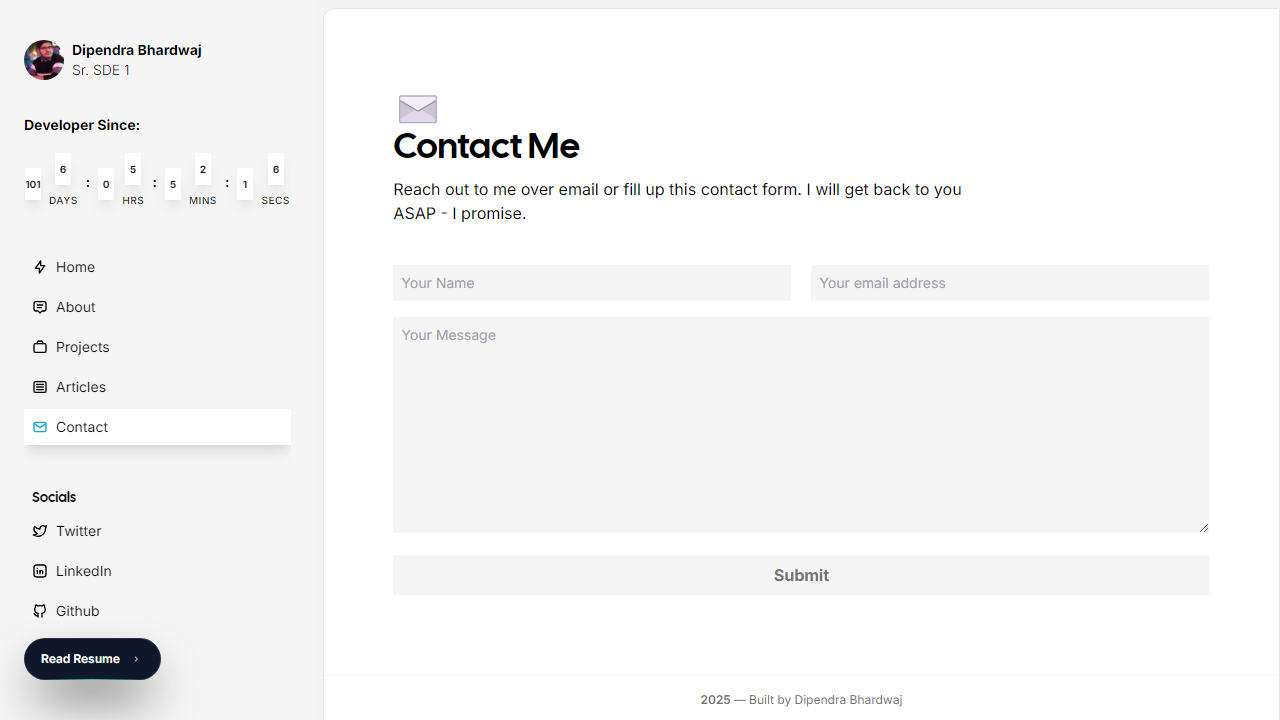 Dipendra Bhardwaj
Sr. SDE 1
Developer Since:
101 6 : 0 5 : 5 2 : 1 6
DAYS HRS MINS SECS
Home
About
Projects
Articles
Contact
Socials
Twitter
LinkedIn
Github
Read Resume
Contact Me
Reach out to me over email or fill up this contact form. I will get back to you
ASAP - I promise.
Your Name
Your email address
Your Message
Submit
2025 — Built by Dipendra Bhardwaj